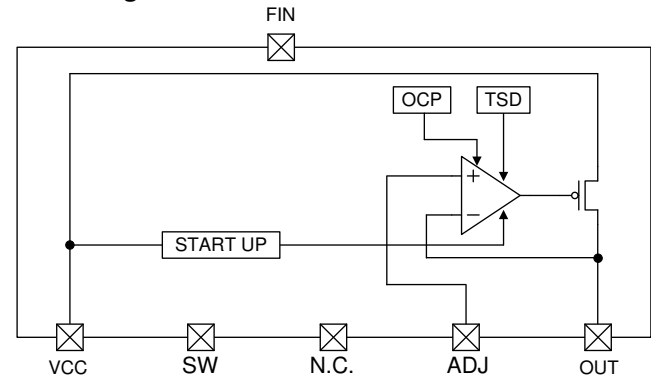 FIN
OCP
TSD
+
−
START UP
VCC
SW
N.C.
ADJ
OUT